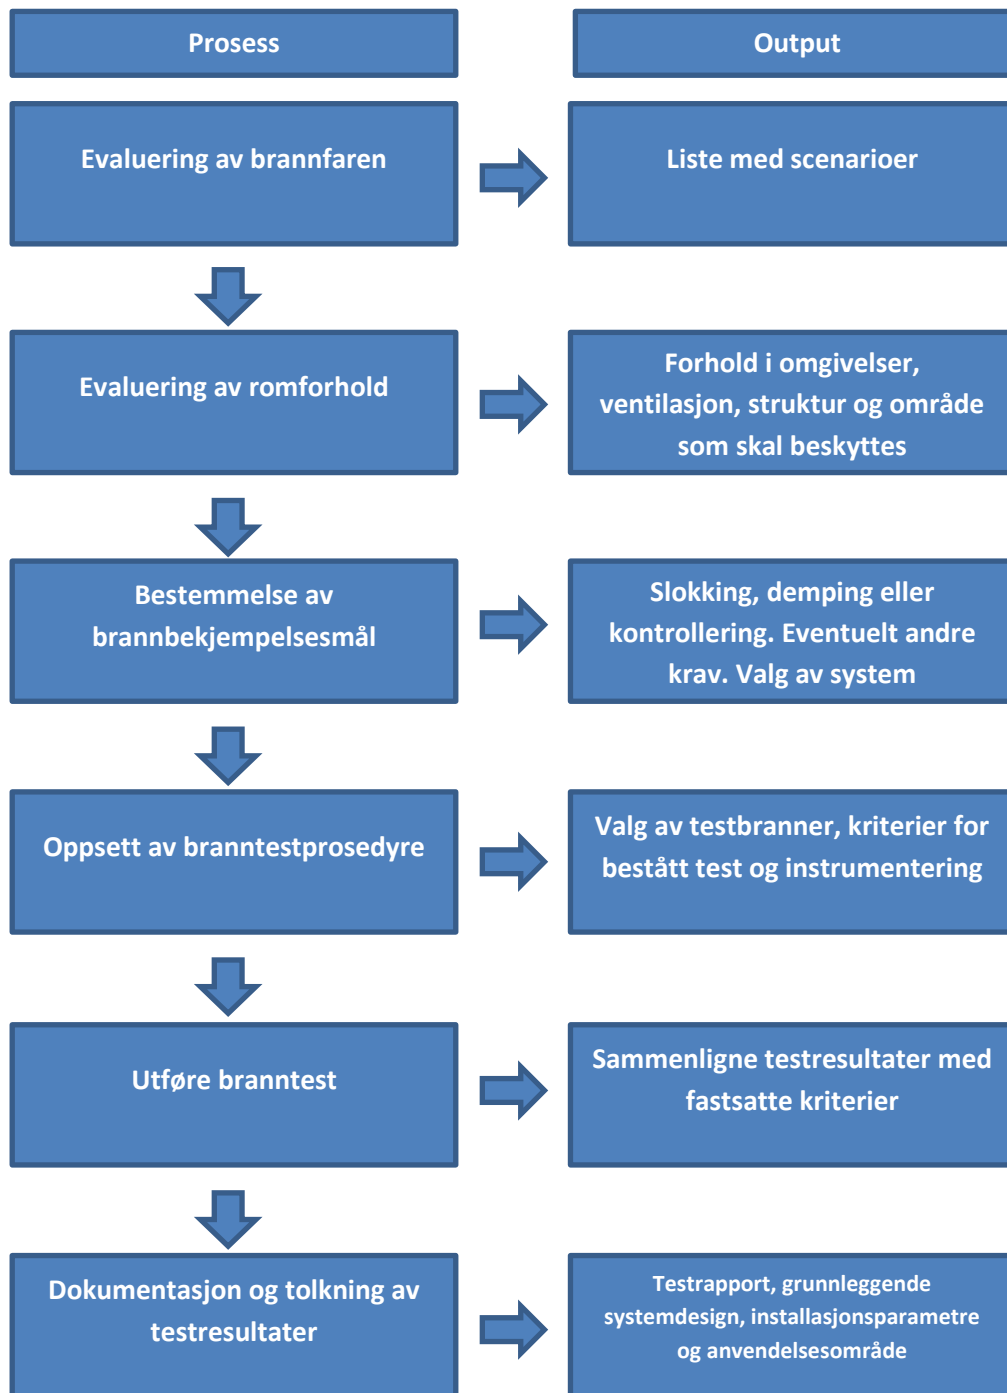 Prosess
Output
Evaluering av brannfaren
Liste med scenarioer
Evaluering av romforhold
Forhold i omgivelser,
ventilasjon, struktur og område
som skal beskyttes
Bestemmelse av
brannbekjempelsesmål
Slokking, demping eller
kontrollering. Eventuelt andre
krav. Valg av system
Oppsett av branntestprosedyre
Valg av testbranner, kriterier for
bestått test og instrumentering
Utføre branntest
Sammenligne testresultater med
fastsatte kriterier
Dokumentasjon og tolkning av
testresultater
Testrapport, grunnleggende
systemdesign, installasjonsparametre
og anvendelsesområde